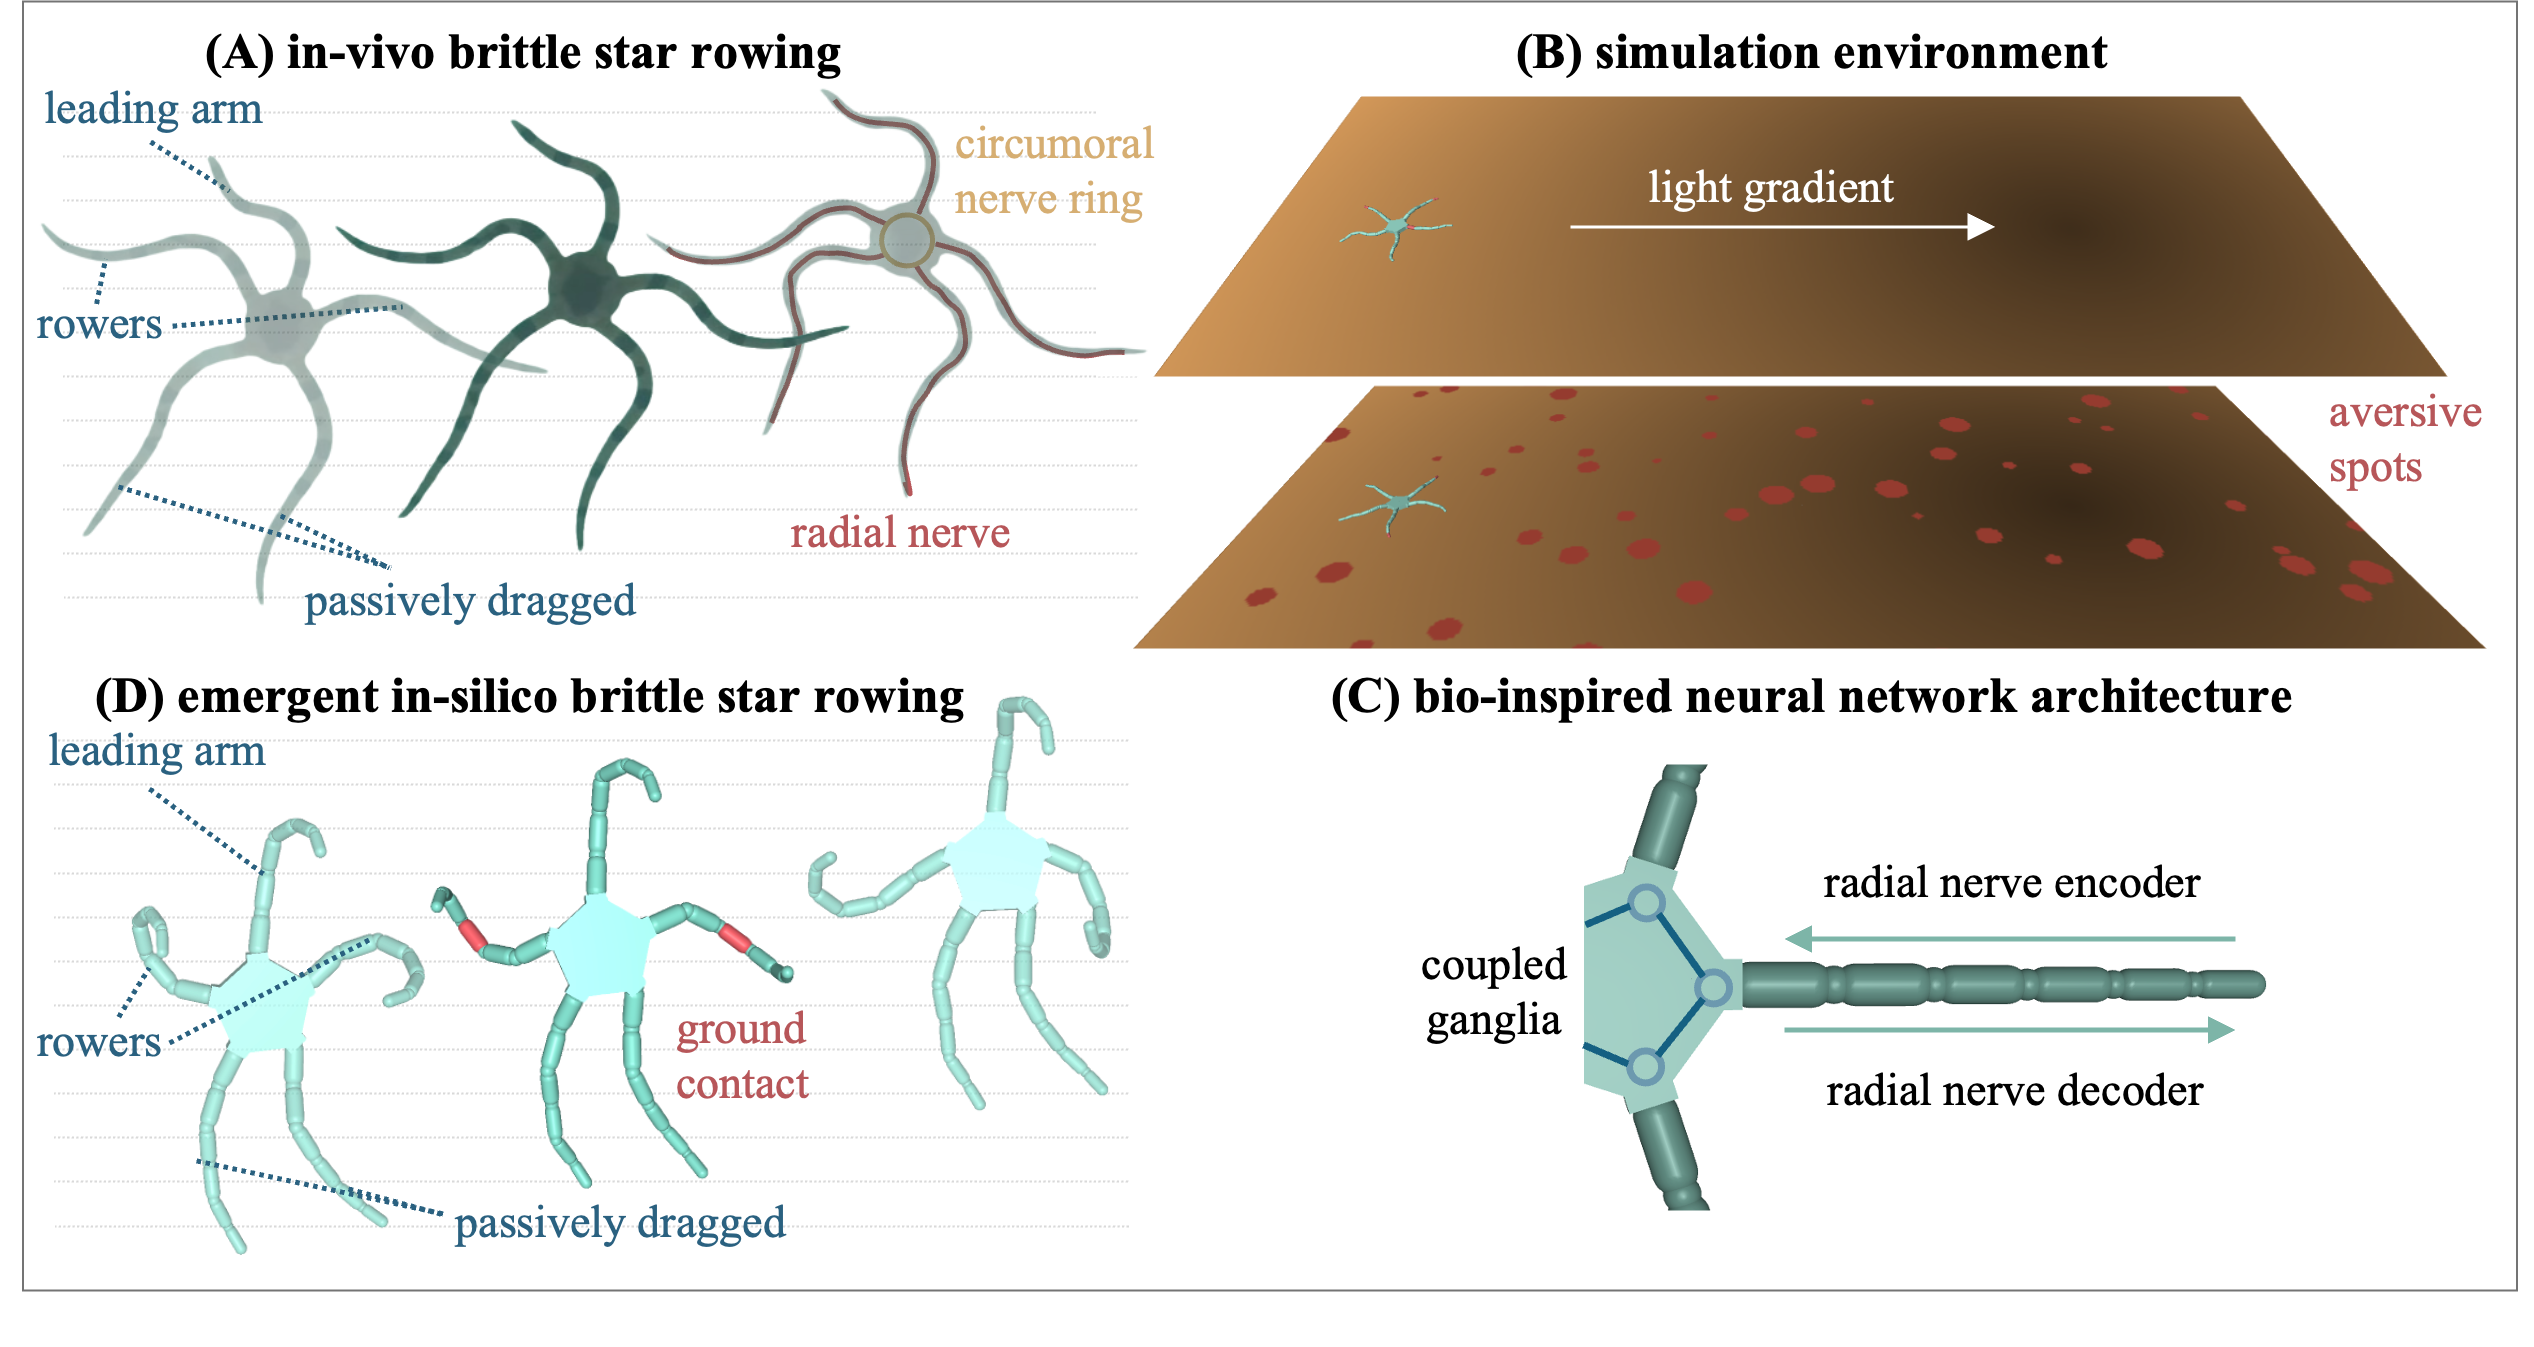 (A) in-vivo brittle star rowing
leading arm
circumoral
nerve ring
rowers
radial nerve
passively dragged
(B) simulation environment
light gradient
aversive
spots
(D) emergent in-silico brittle star rowing
leading arm
rowers
ground
contact
passively dragged
(C) bio-inspired neural network architecture
radial nerve encoder
coupled
ganglia
radial nerve decoder